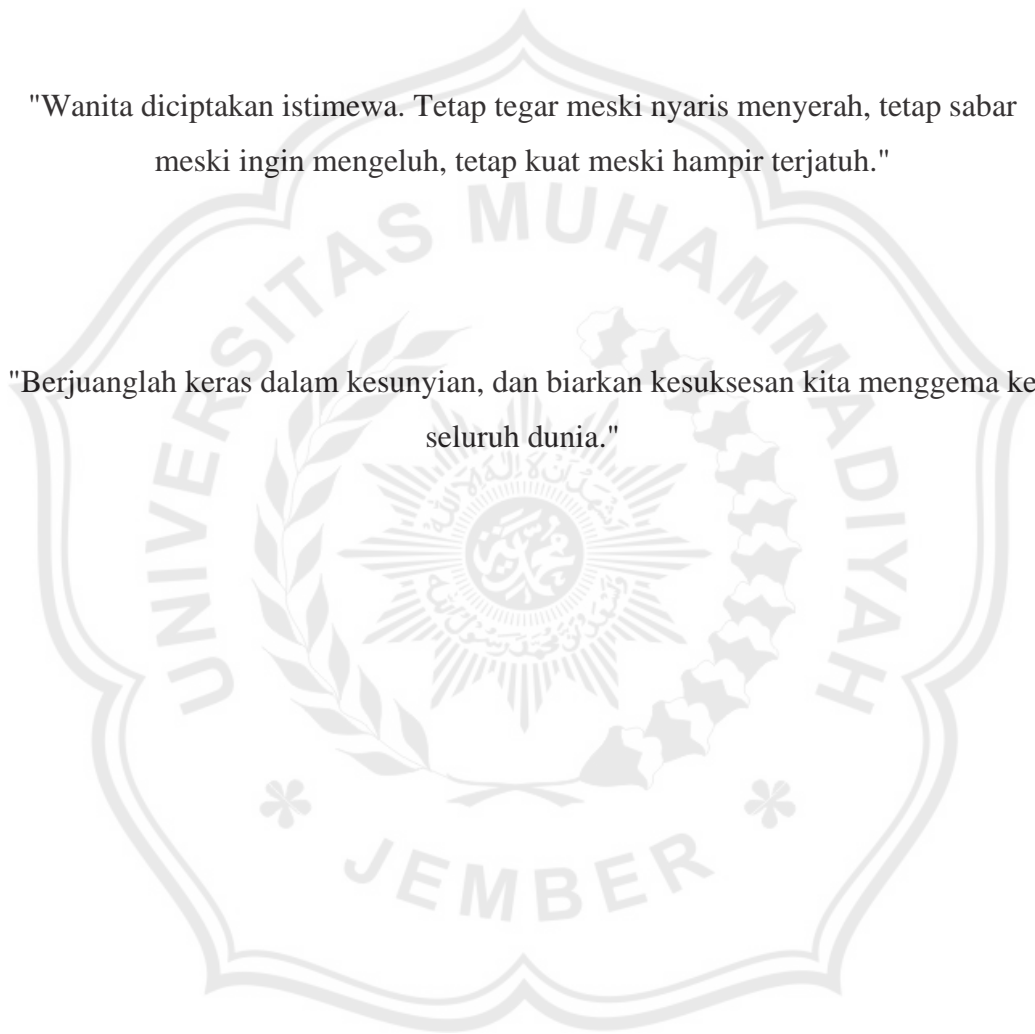 "Wanita diciptakan istimewa. Tetap tegar meski nyaris menyerah, tetap sabar
meski ingin mengeluh, tetap kuat meski hampir terjatuh."
UNIVERSITAS MUHAMMADIYAH
"Berjuanglah keras dalam kesunyian, dan biarkan kesuksesan kita menggema ke
seluruh dunia."
JEMBER